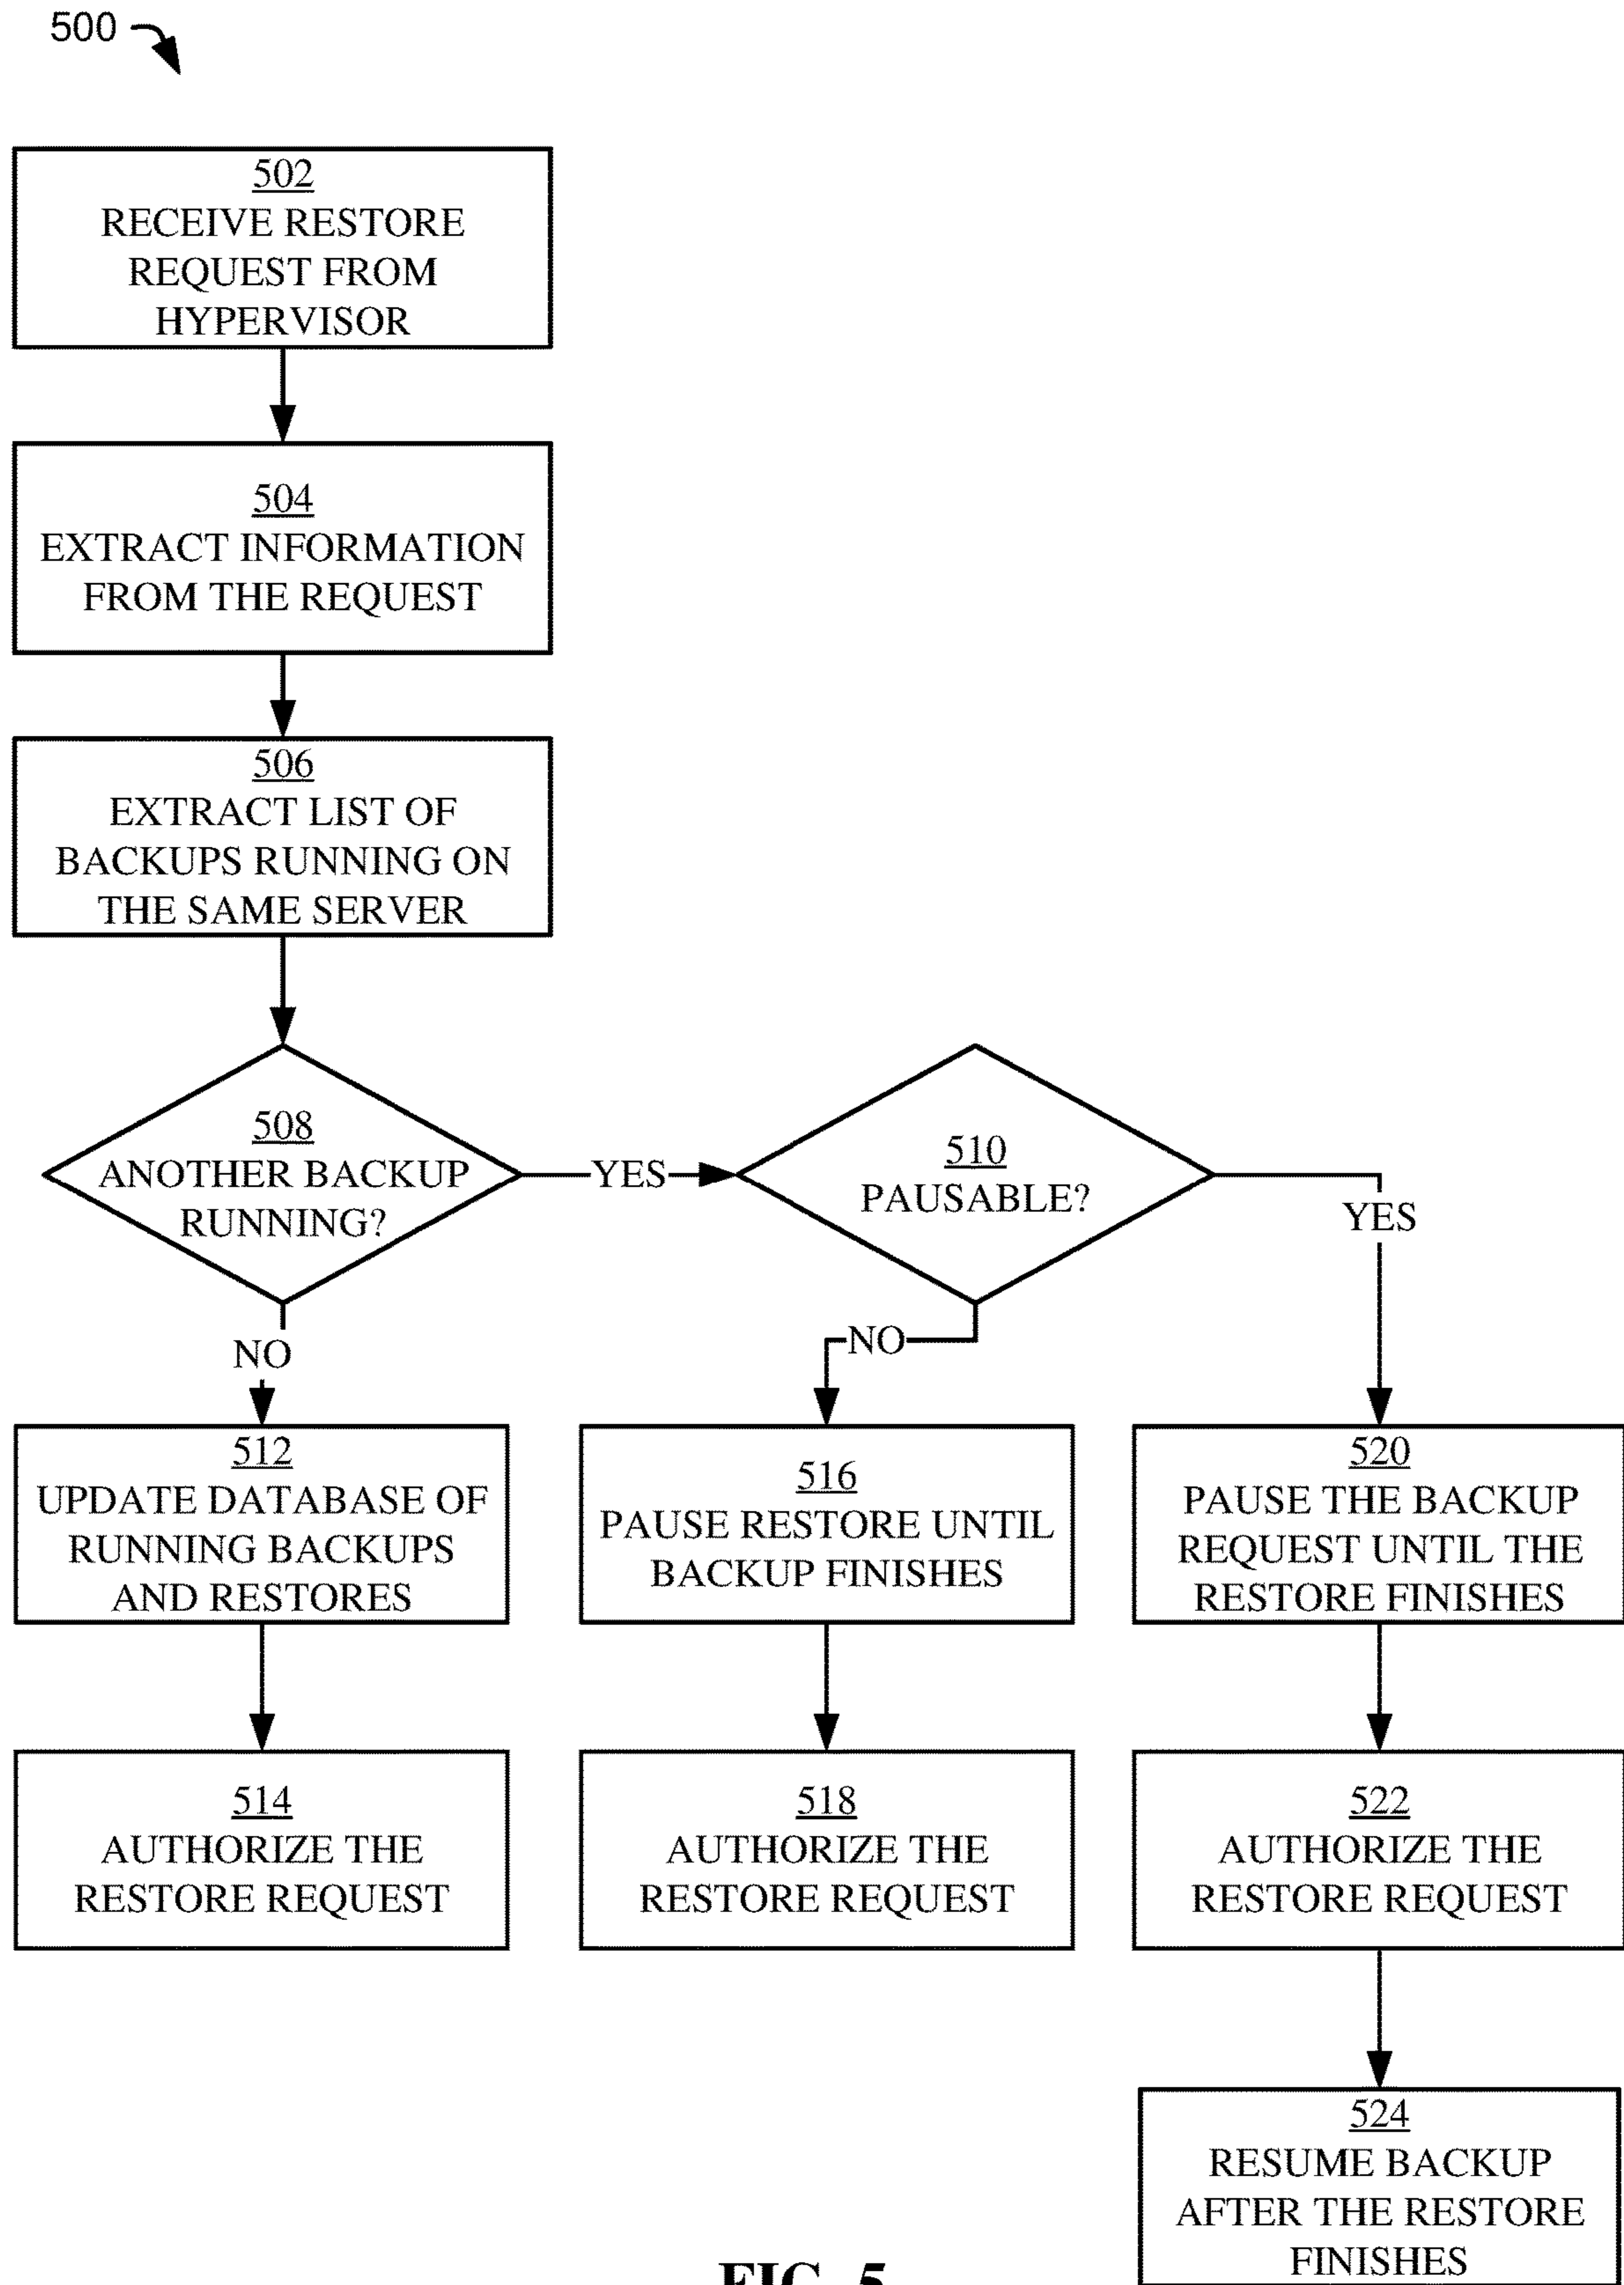 500
502
RECEIVE RESTORE
REQUEST FROM
HYPERVISOR
504
EXTRACT INFORMATION
FROM THE REQUEST
506
EXTRACT LIST OF
BACKUPS RUNNING ON
THE SAME SERVER
508
ANOTHER BACKUP
RUNNING?
YES
510
PAUSABLE?
YES
NO
NO
512
UPDATE DATABASE OF
RUNNING BACKUPS
AND RESTORES
516
PAUSE RESTORE UNTIL
BACKUP FINISHES
520
PAUSE THE BACKUP
REQUEST UNTIL THE
RESTORE FINISHES
514
AUTHORIZE THE
RESTORE REQUEST
518
AUTHORIZE THE
RESTORE REQUEST
522
AUTHORIZE THE
RESTORE REQUEST
524
RESUME BACKUP
AFTER THE RESTORE
FINISHES
FIG. 5